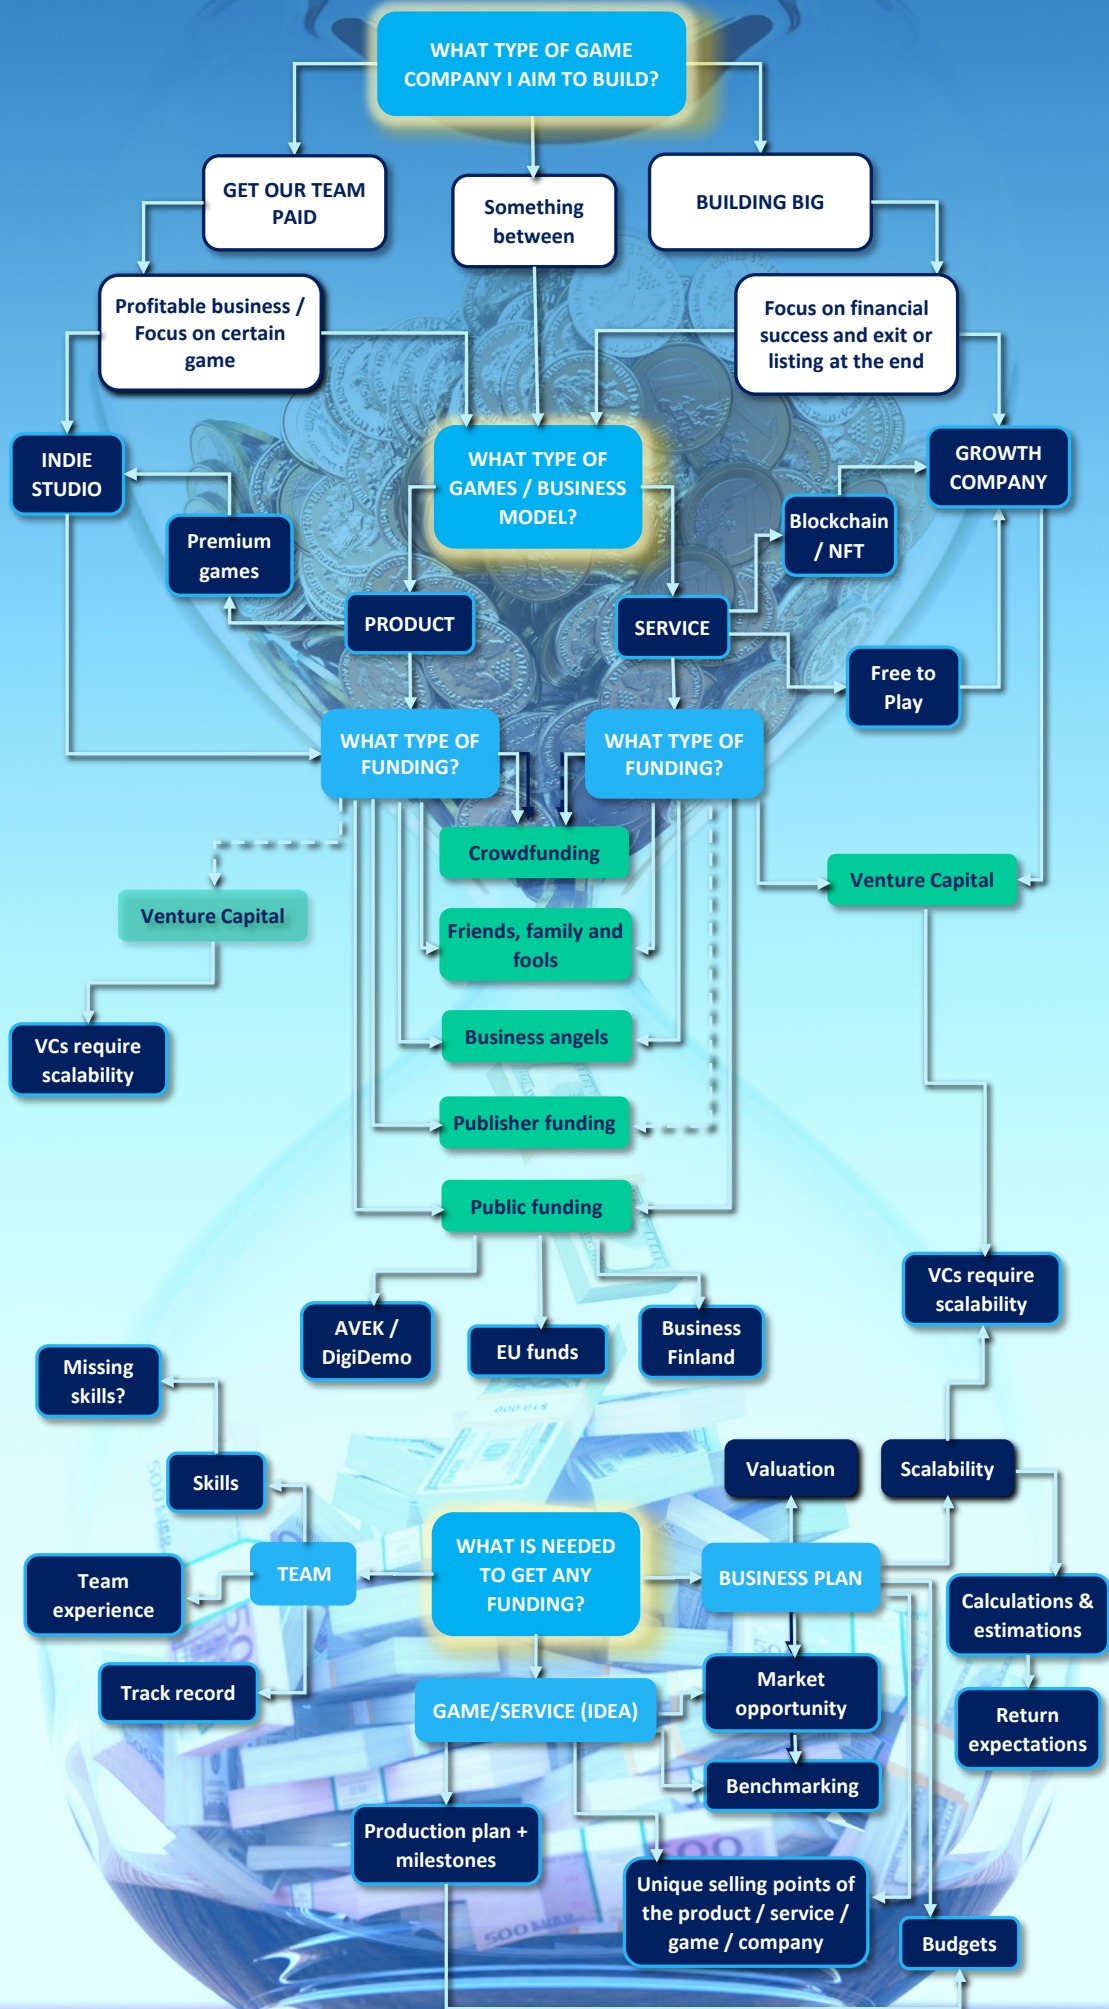 WHAT TYPE OF GAME
COMPANY I AIM TO BUILD?
GET OUR TEAM
PAID
Something
between
BUILDING BIG
Profitable business /
Focus on certain
game
Focus on financial
success and exit or
listing at the end
INDIE
STUDIO
WHAT TYPE OF
GAMES / BUSINESS
MODEL?
GROWTH
COMPANY
Premium
games
Blockchain
/ NFT
PRODUCT
SERVICE
Free to
Play
WHAT TYPE OF
FUNDING?
WHAT TYPE OF
FUNDING?
Crowdfunding
Venture Capital
Venture Capital
Friends, family and
fools
Business angels
VCs require
scalability
Publisher funding
Public funding
VCs require
scalability
AVEK /
DigiDemo
EU funds
Business
Finland
Missing
skills?
Skills
Valuation
Scalability
WHAT IS NEEDED
TO GET ANY
FUNDING?
TEAM
BUSINESS PLAN
Team
experience
Calculations &
estimations
Track record
GAME/SERVICE (IDEA)
Market
opportunity
Return
expectations
Benchmarking
Production plan +
milestones
Unique selling points of
the product / service /
game / company
Budgets